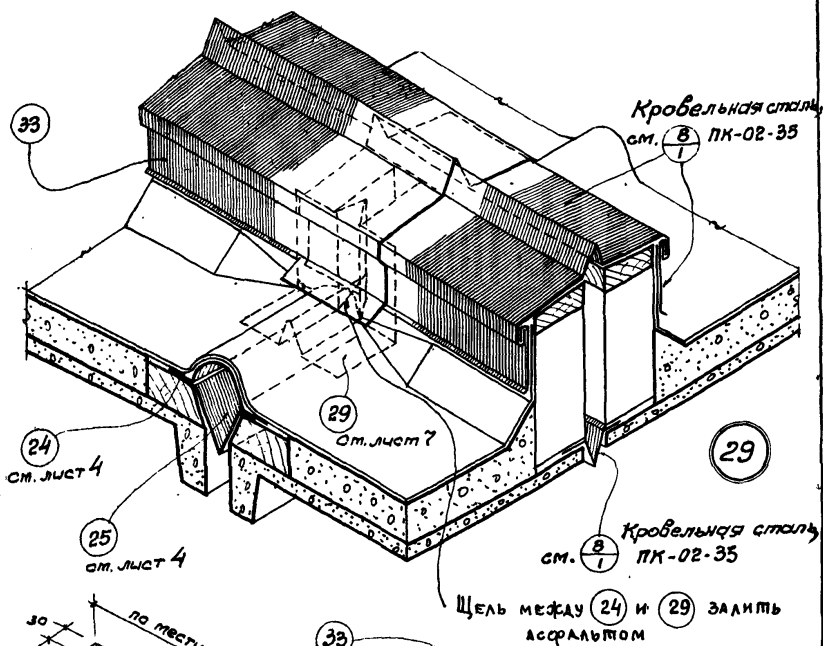 Кровельная сталь,
см. 8/1 ПК-02-35
33
24
см. лист 4
25
см. лист 4
29
см. лист 7
29
Кровельная сталь,
см. 8/1 ПК-02-35
Щель между 24 и 29 залить
асфальтом
30
по месту
33